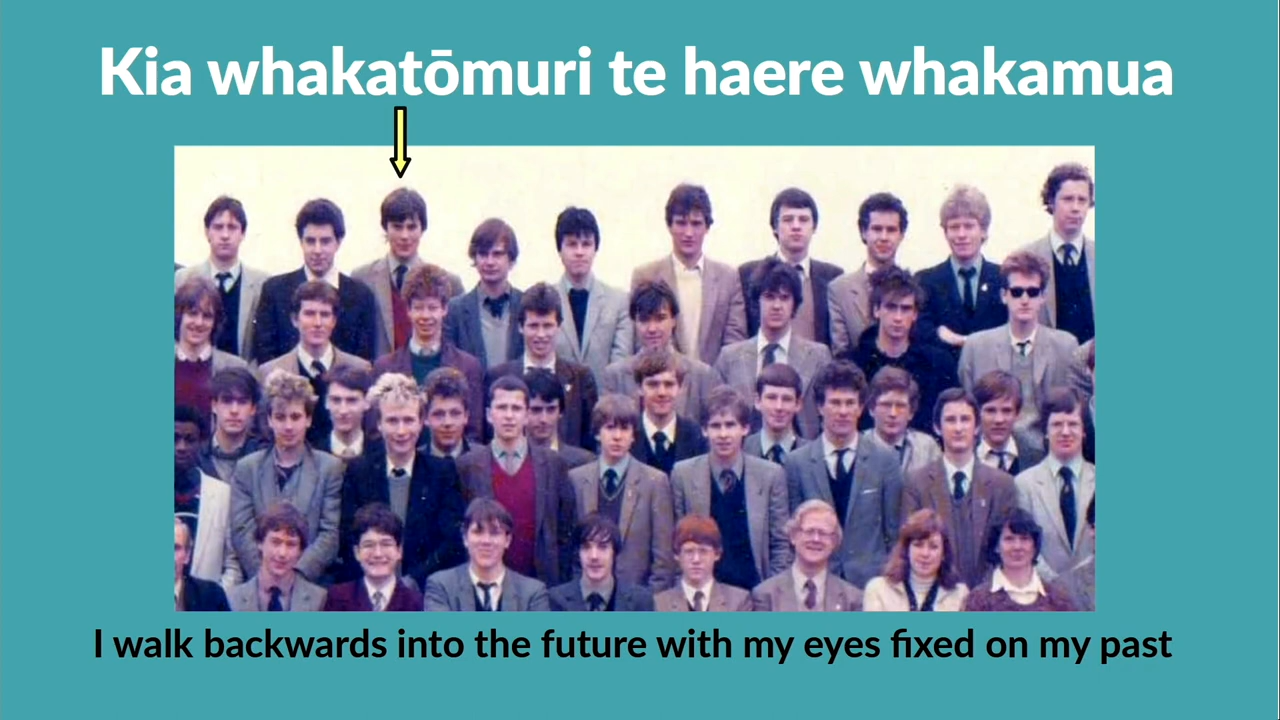 Kia whakatōmuri te haere whakamua
I walk backwards into the future with my eyes fixed on my past